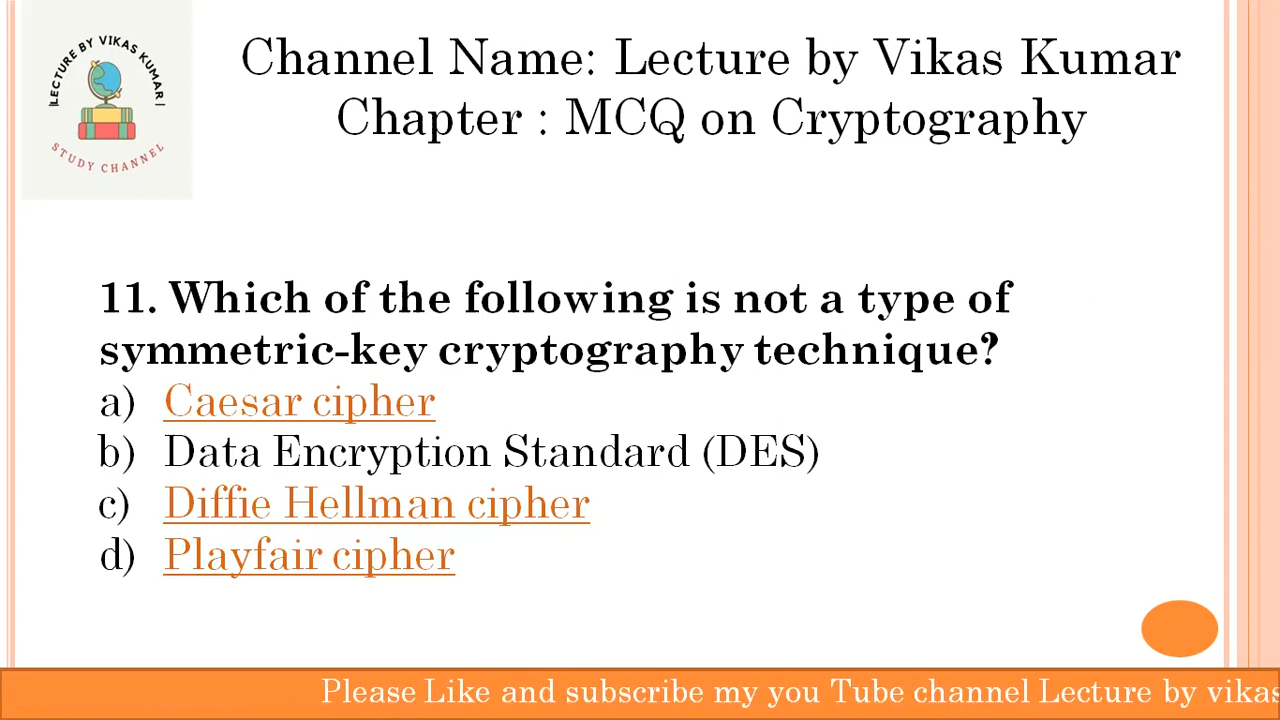 LECTURE BY VIKAS KUMAR
STUDY CHANNEL
Channel Name: Lecture by Vikas Kumar
Chapter : MCQ on Cryptography
11. Which of the following is not a type of
symmetric-key cryptography technique?
a) Caesar cipher
b) Data Encryption Standard (DES)
c) Diffie Hellman cipher
d) Playfair cipher
Please Like and subscribe my you Tube channel Lecture by vikas